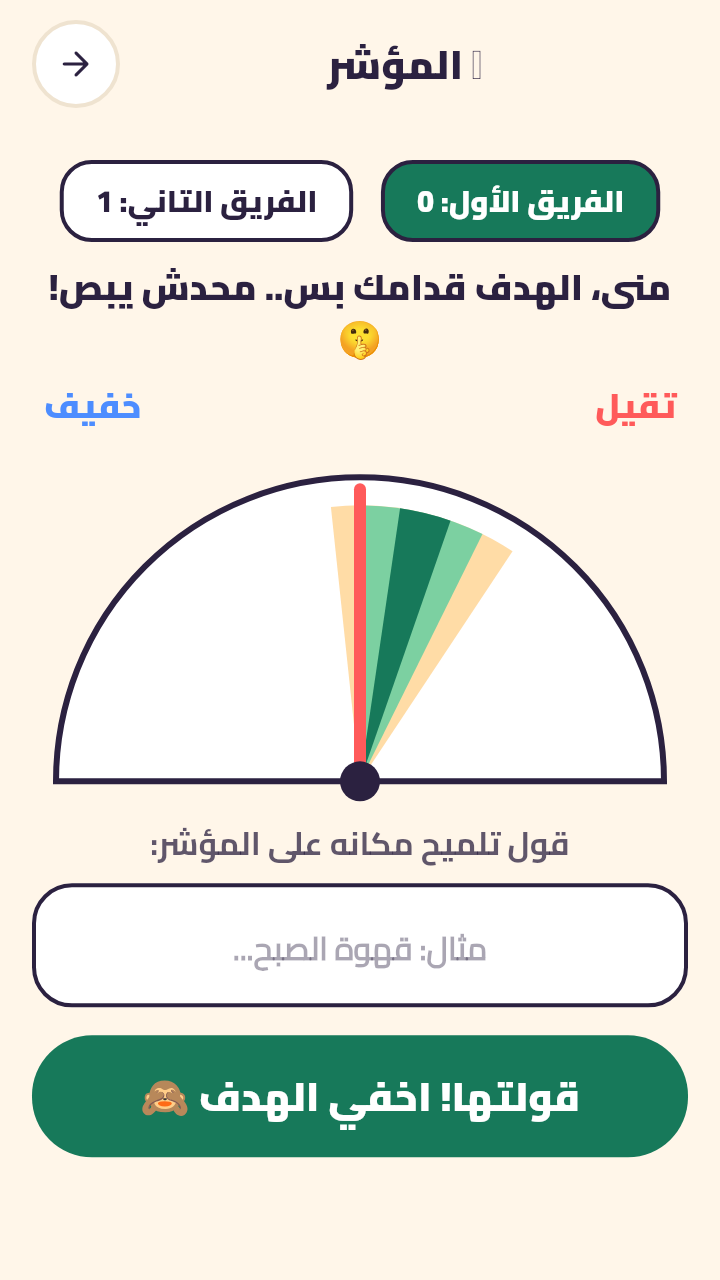 المؤشر
الفريق الأول: 0
الفريق التاني: 1
منى، الهدف قدامك بس.. محدش يبص!
🤫
تقيل
خفيف
قول تلميح مكانه على المؤشر:
مثال: قهوة الصبح...
قولتها! اخفي الهدف 🙈